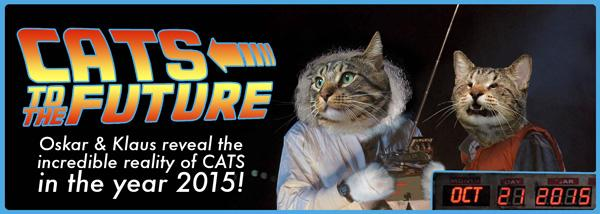 CATS
TO THE FUTURE
Oskar & Klaus reveal the
incredible reality of CATS
in the year 2015!
MONTH DAY YEAR
OCT 21 2015